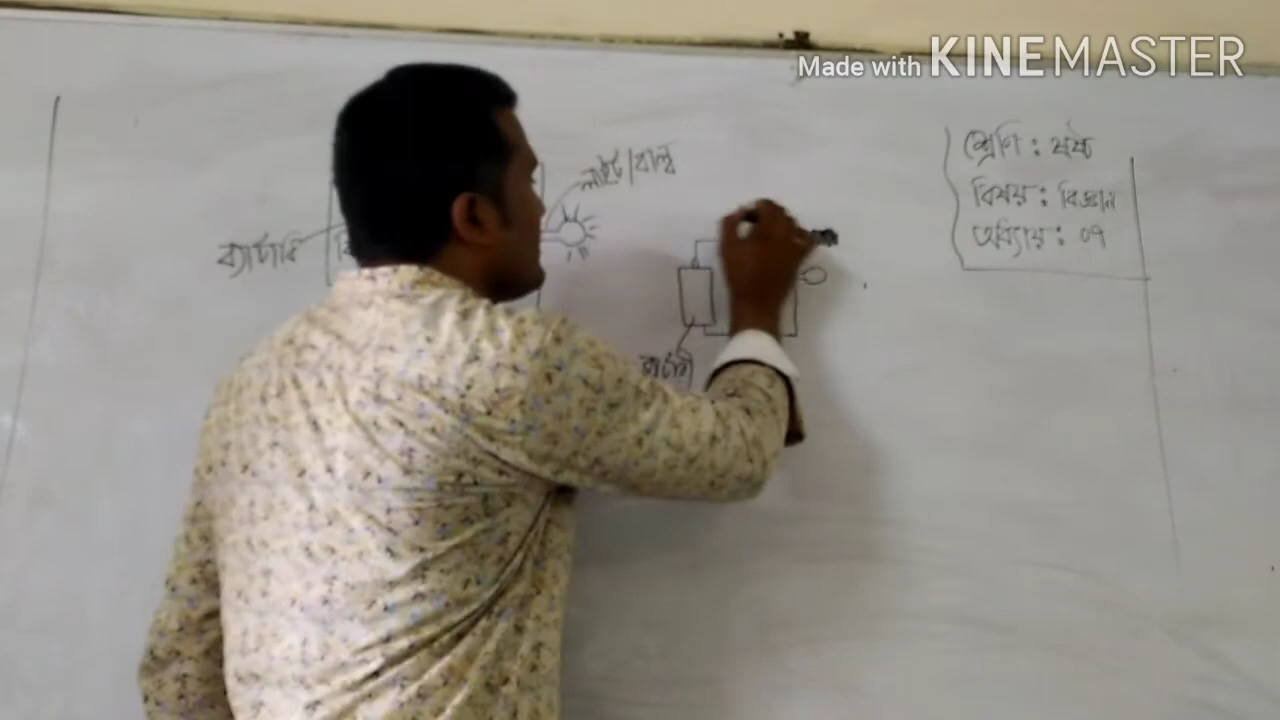 Made with KINEMASTER
শ্রেণি : ষষ্ঠ
বিষয় : বিজ্ঞান
অধ্যায় : ০৭
লাইট/বাল্ব
ব্যাটারি